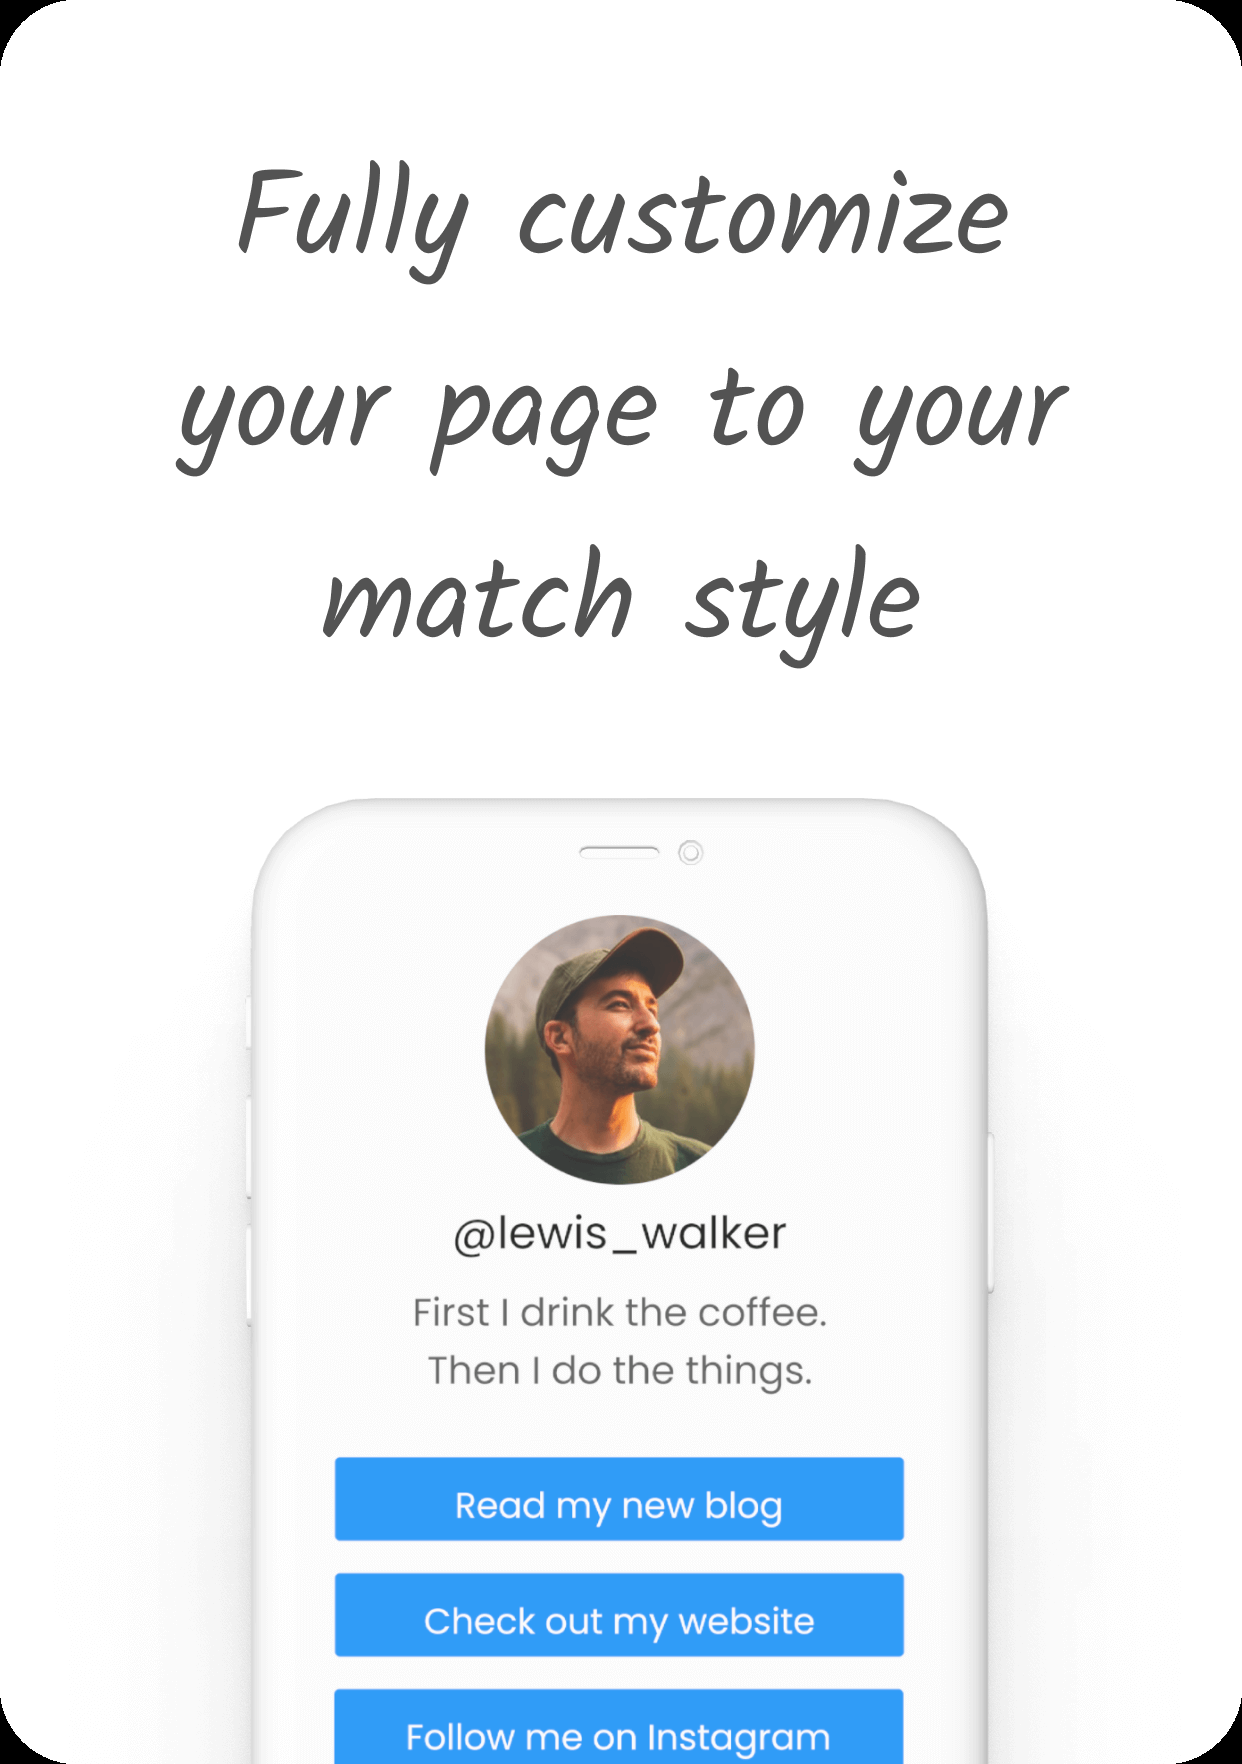 Fully customize
your page to your
match style
@lewis_walker
First I drink the coffee.
Then I do the things.
Read my new blog
Check out my website
Follow me on Instagram